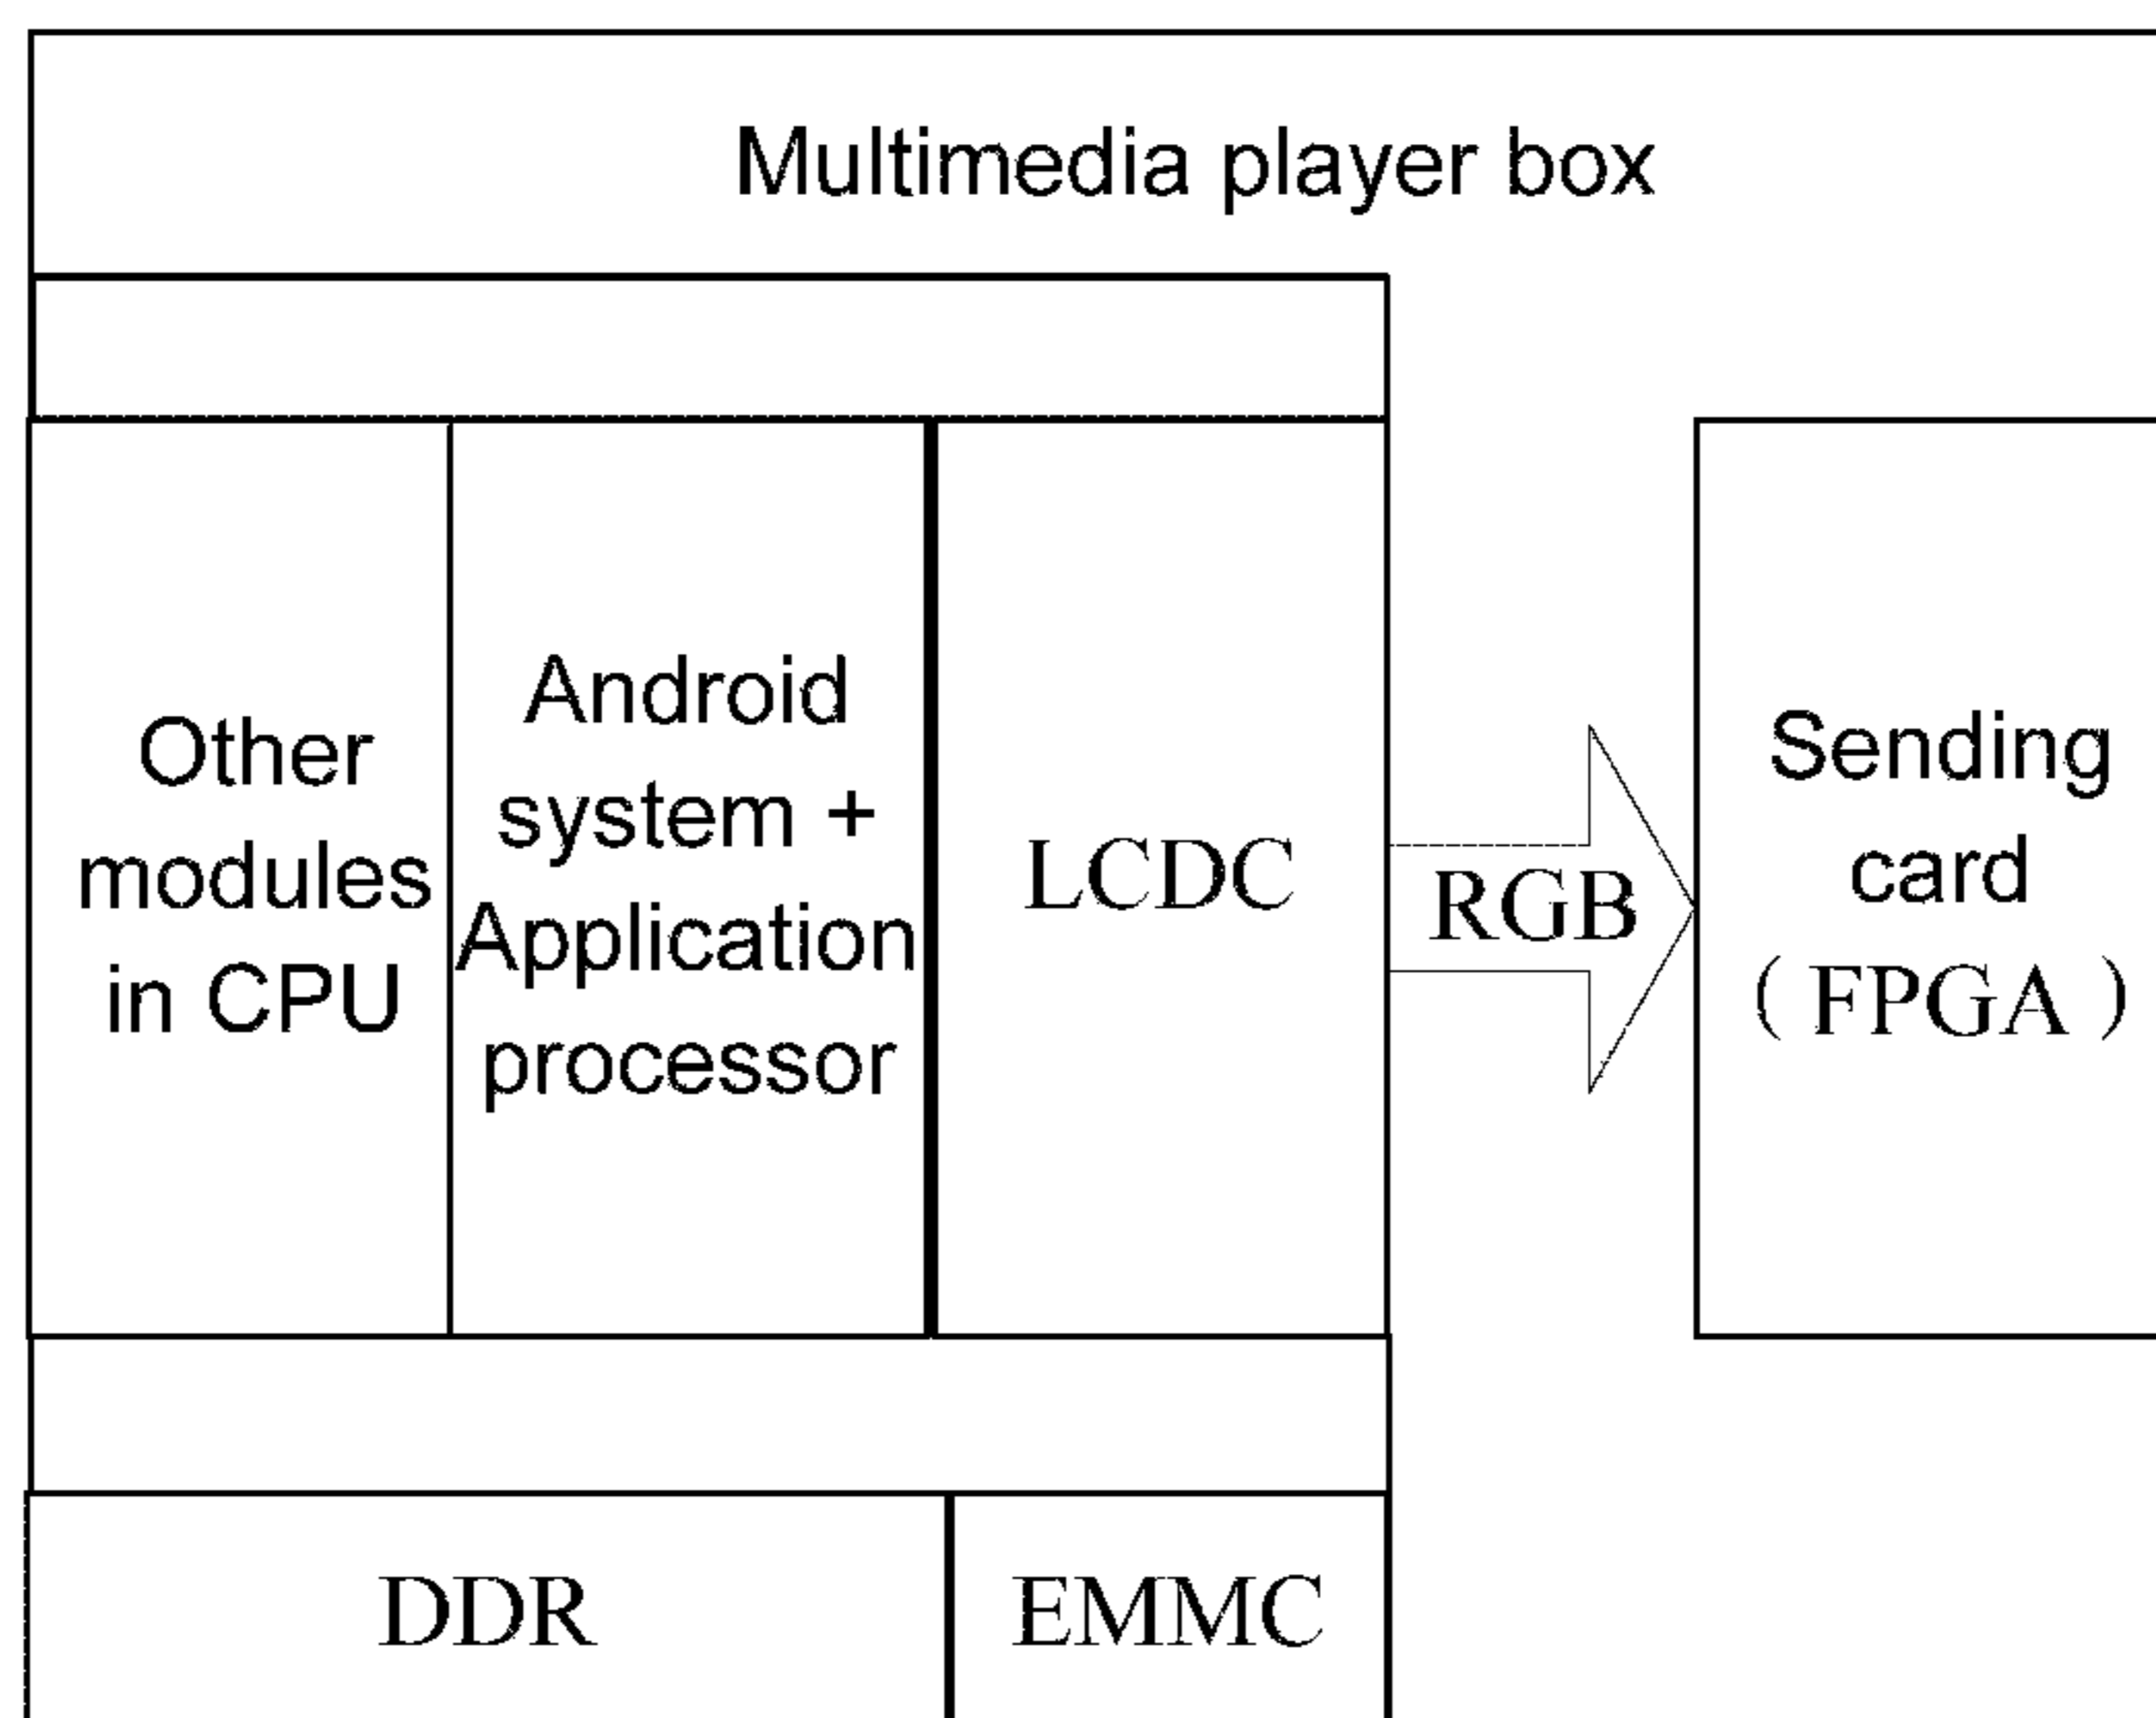 Multimedia player box
Other
modules
in CPU
Android
system +
Application
processor
LCDC
RGB
Sending
card
( FPGA )
DDR
EMMC